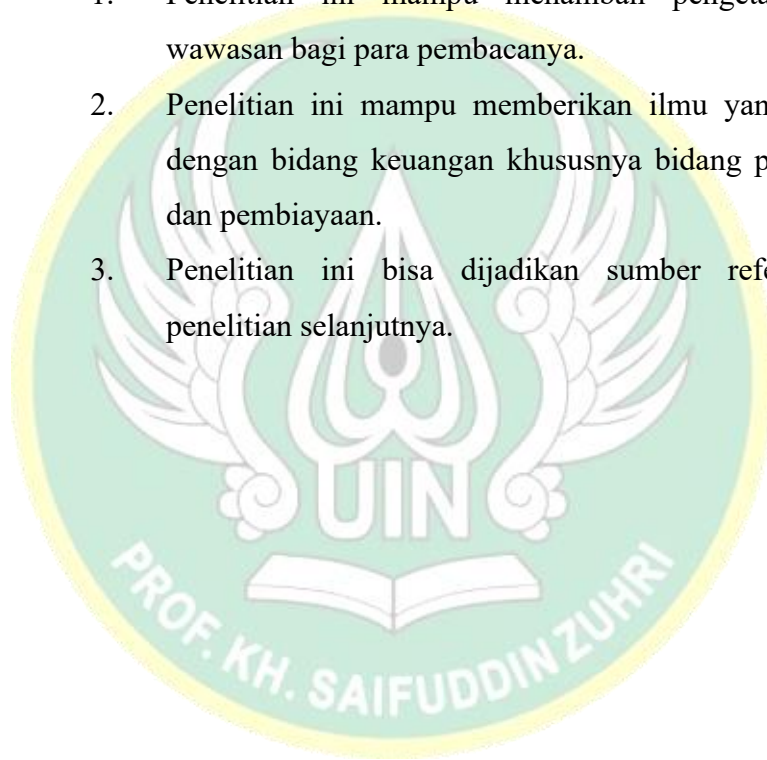 1. Penelitian ini mampu menambah
wawasan bagi para pembacanya.
2. Penelitian ini mampu memberikan ilmu
dengan bidang keuangan khususnya bidang
dan pembiayaan.
3. Penelitian ini bisa dijadikan sumber
penelitian selanjutnya.
UIN
PROF. KH. SAIFUDDIN ZUHRI